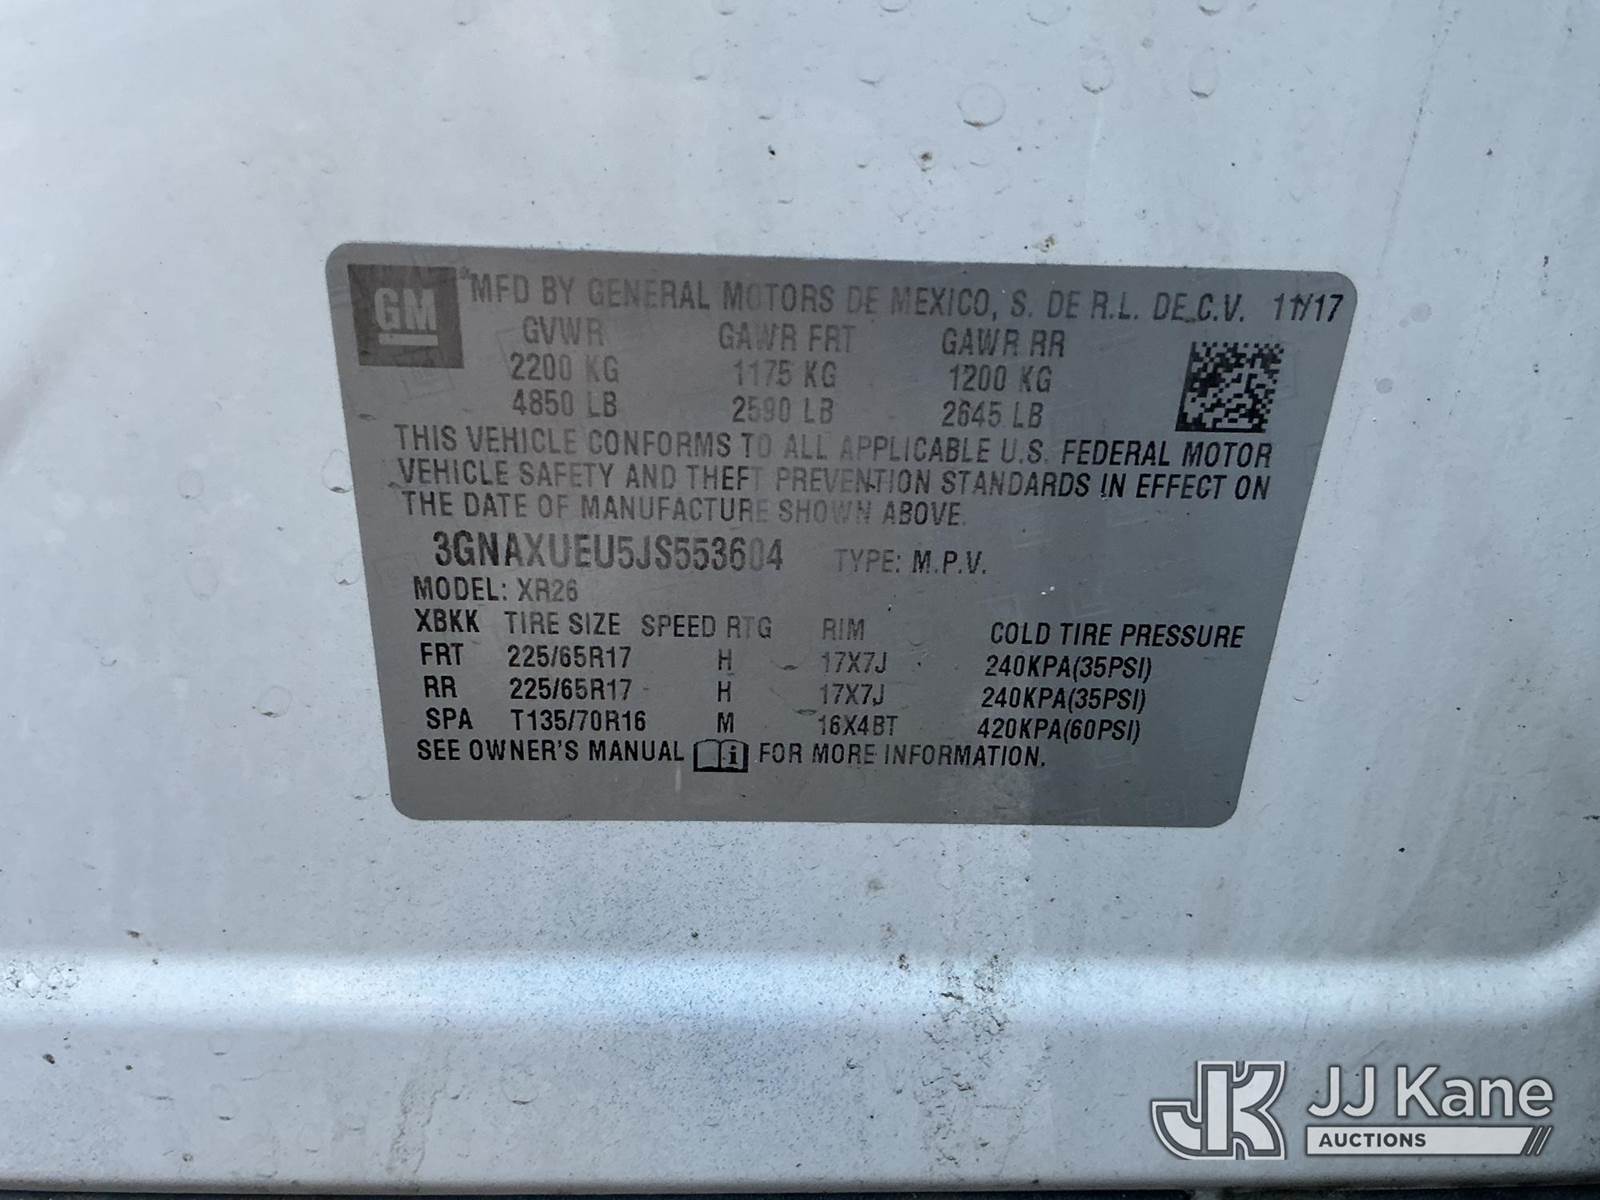 GM
MFD BY GENERAL MOTORS DE MEXICO, S. DE R.L. DE C.V. 11/17
GVWR GAWR FRT GAWR RR
2200 KG 1175 KG 1200 KG
4850 LB 2590 LB 2645 LB
THIS VEHICLE CONFORMS TO ALL APPLICABLE U.S. FEDERAL MOTOR
VEHICLE SAFETY AND THEFT PREVENTION STANDARDS IN EFFECT ON
THE DATE OF MANUFACTURE SHOWN ABOVE.
3GNAXUEU5JS553604 TYPE: M.P.V.
MODEL: XR26
XBKK TIRE SIZE SPEED RTG RIM COLD TIRE PRESSURE
FRT 225/65R17 H 17X7J 240KPA(35PSI)
RR 225/65R17 H 17X7J 240KPA(35PSI)
SPA T135/70R16 M 16X4BT 420KPA(60PSI)
SEE OWNER'S MANUAL i FOR MORE INFORMATION.
JK JJ Kane
AUCTIONS